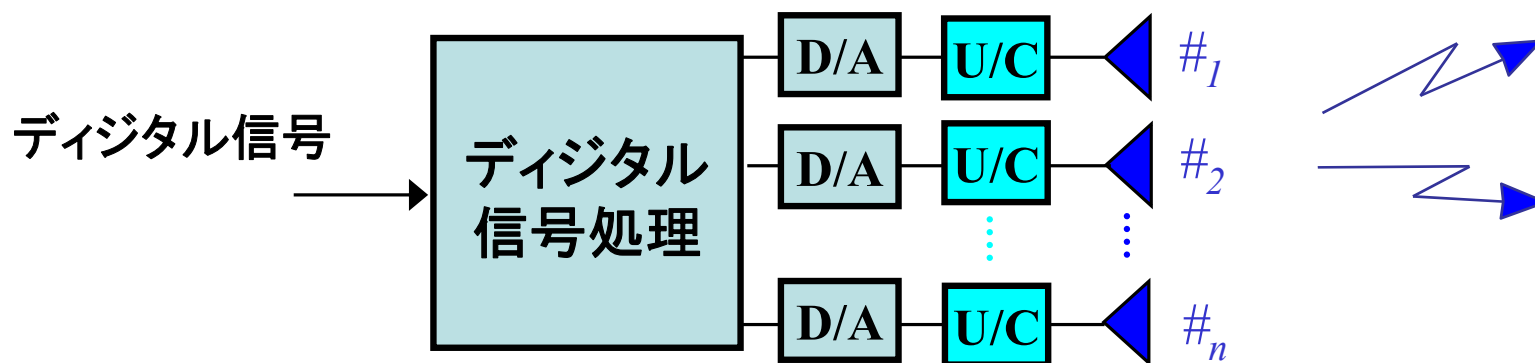 ディジタル信号
ディジタル
信号処理
D/A U/C #1
D/A U/C #2
D/A U/C #n